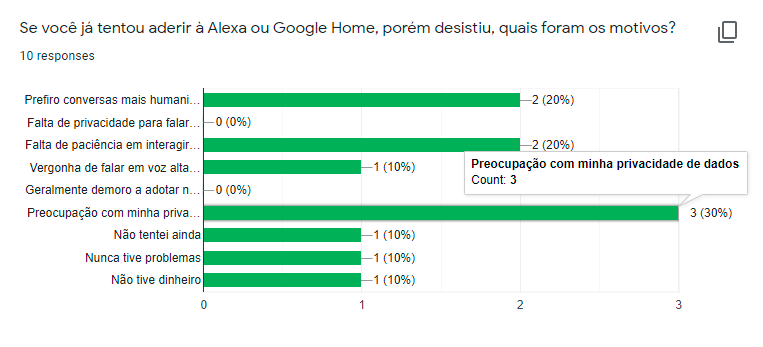 Se você já tentou aderir à Alexa ou Google Home, porém desistiu, quais foram os motivos?
10 responses
Prefiro conversas mais humani...
2 (20%)
Falta de privacidade para falar...
0 (0%)
Falta de paciência em interagir...
2 (20%)
Vergonha de falar em voz alta...
1 (10%)
Preocupação com minha privacidade de dados
Count: 3
Geralmente demoro a adotar n...
0 (0%)
Preocupação com minha priva...
3 (30%)
Não tentei ainda
1 (10%)
Nunca tive problemas
1 (10%)
Não tive dinheiro
1 (10%)
0 1 2 3